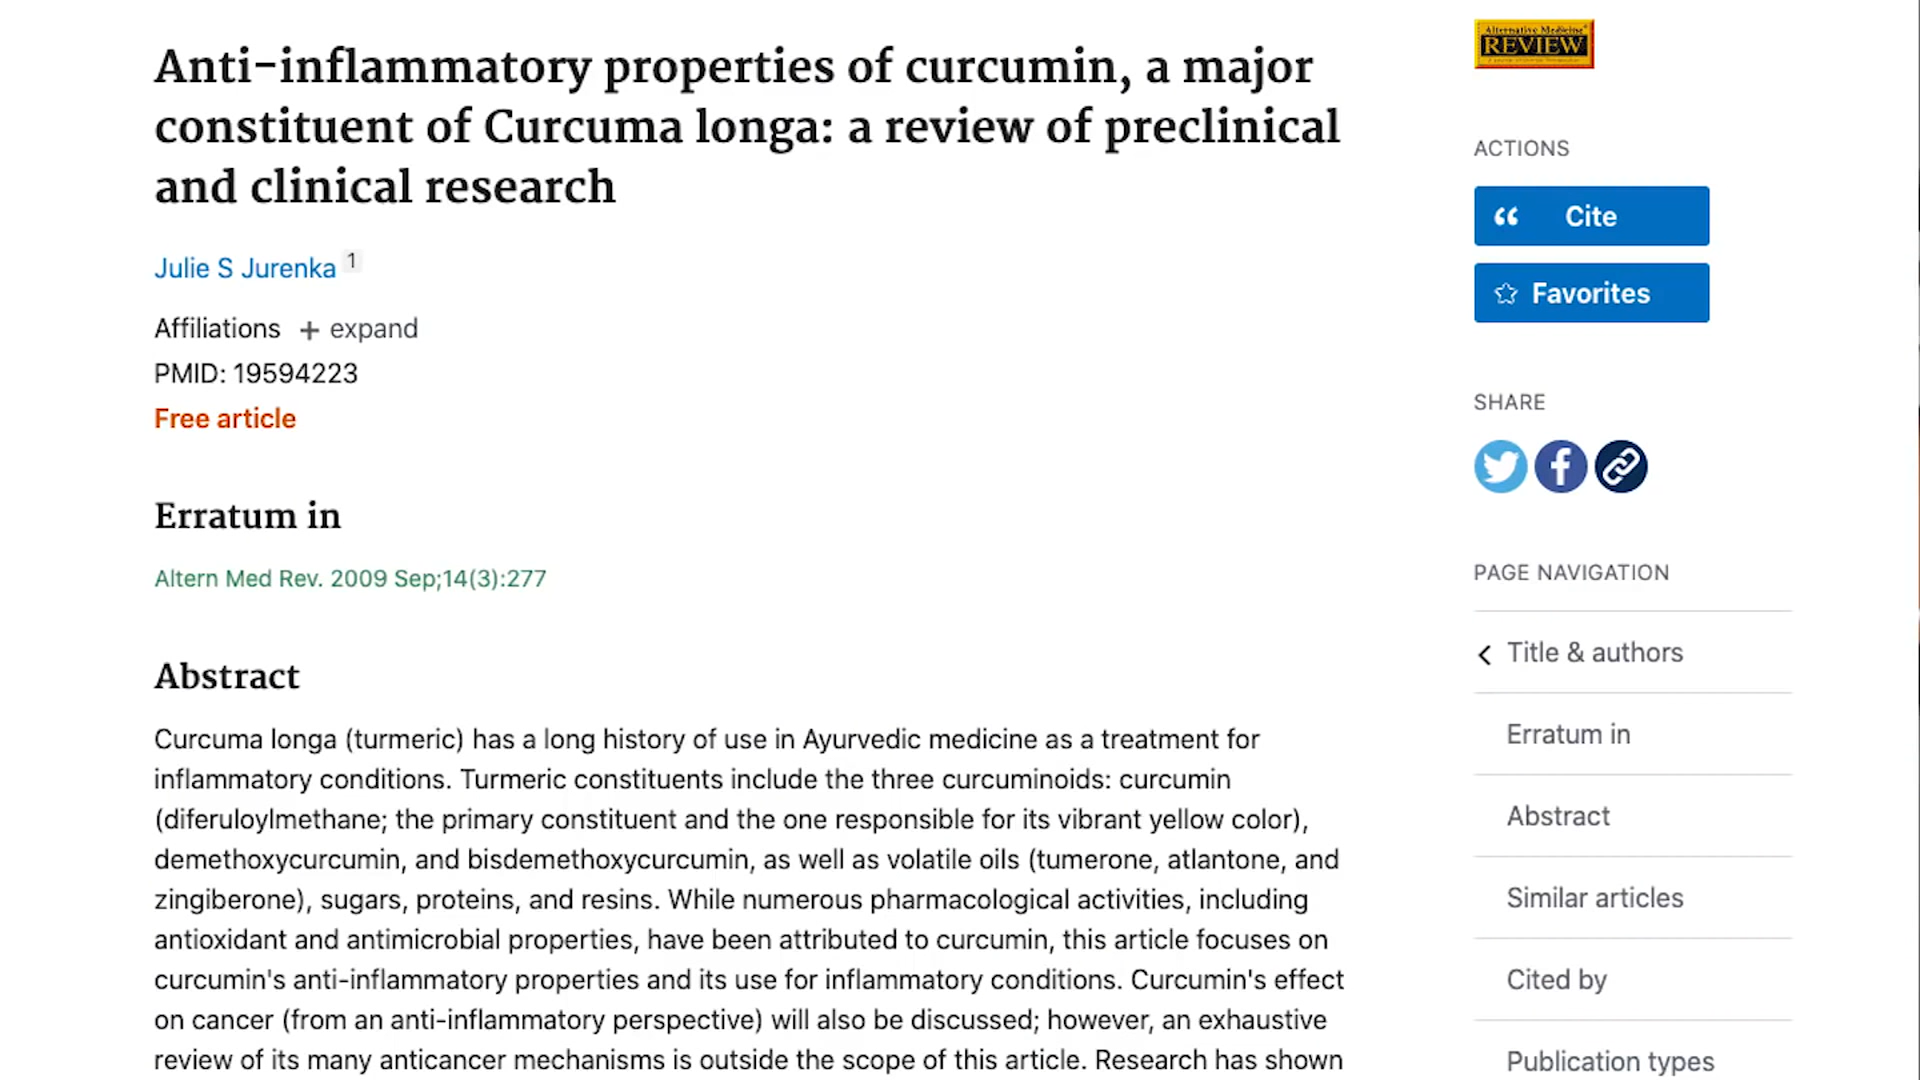 Anti-inflammatory properties of curcumin, a major
constituent of Curcuma longa: a review of preclinical
and clinical research
Julie S Jurenka 1
Affiliations + expand
PMID: 19594223
Free article
Erratum in
Altern Med Rev. 2009 Sep;14(3):277
Abstract
Curcuma longa (turmeric) has a long history of use in Ayurvedic medicine as a treatment for
inflammatory conditions. Turmeric constituents include the three curcuminoids: curcumin
(diferuloylmethane; the primary constituent and the one responsible for its vibrant yellow color),
demethoxycurcumin, and bisdemethoxycurcumin, as well as volatile oils (tumerone, atlantone, and
zingiberone), sugars, proteins, and resins. While numerous pharmacological activities, including
antioxidant and antimicrobial properties, have been attributed to curcumin, this article focuses on
curcumin's anti-inflammatory properties and its use for inflammatory conditions. Curcumin's effect
on cancer (from an anti-inflammatory perspective) will also be discussed; however, an exhaustive
review of its many anticancer mechanisms is outside the scope of this article. Research has shown
Alternative Medicine
REVIEW
ACTIONS
Cite
Favorites
SHARE
PAGE NAVIGATION
Title & authors
Erratum in
Abstract
Similar articles
Cited by
Publication types